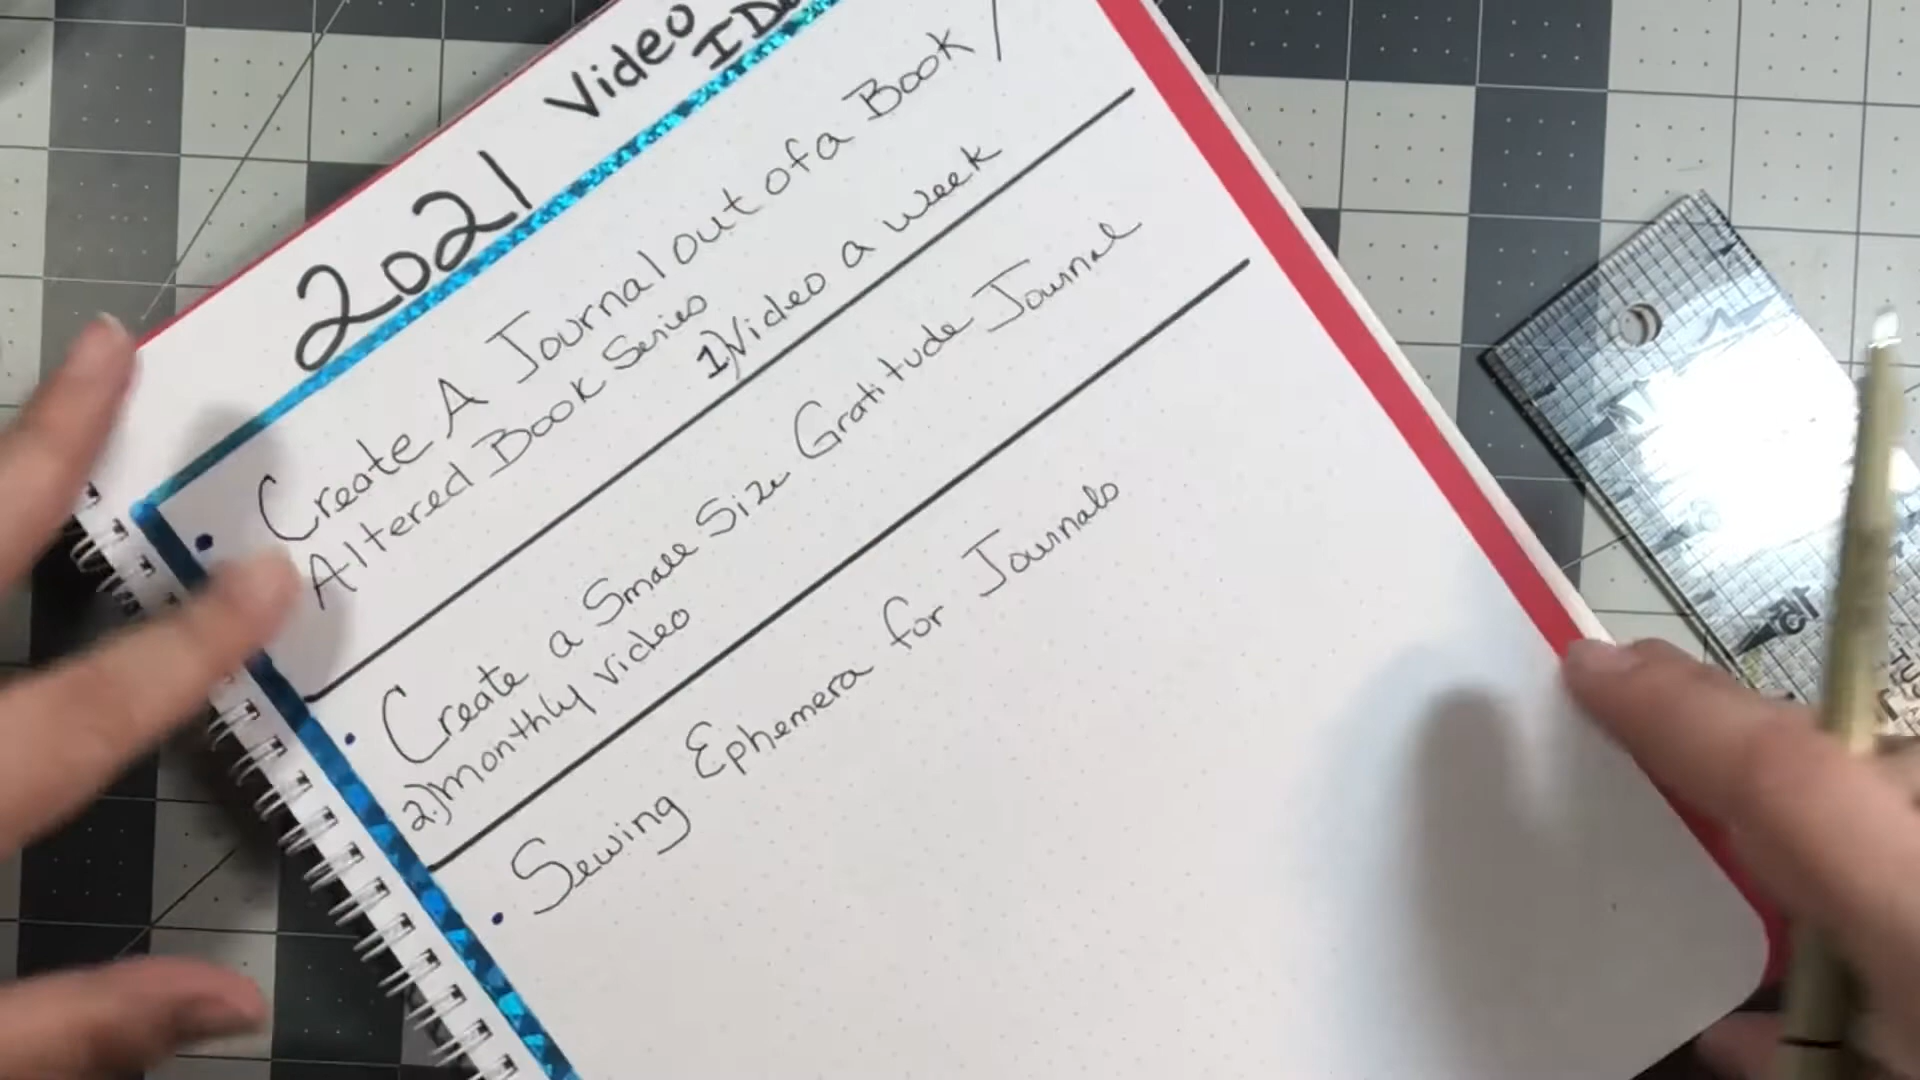 2021 Video
• Create A Journal out of a Book /
Altered Book Series
1) Video a week
• Create a Small Size Gratitude Journal
2.) monthly video
• Sewing Ephemera for Journals